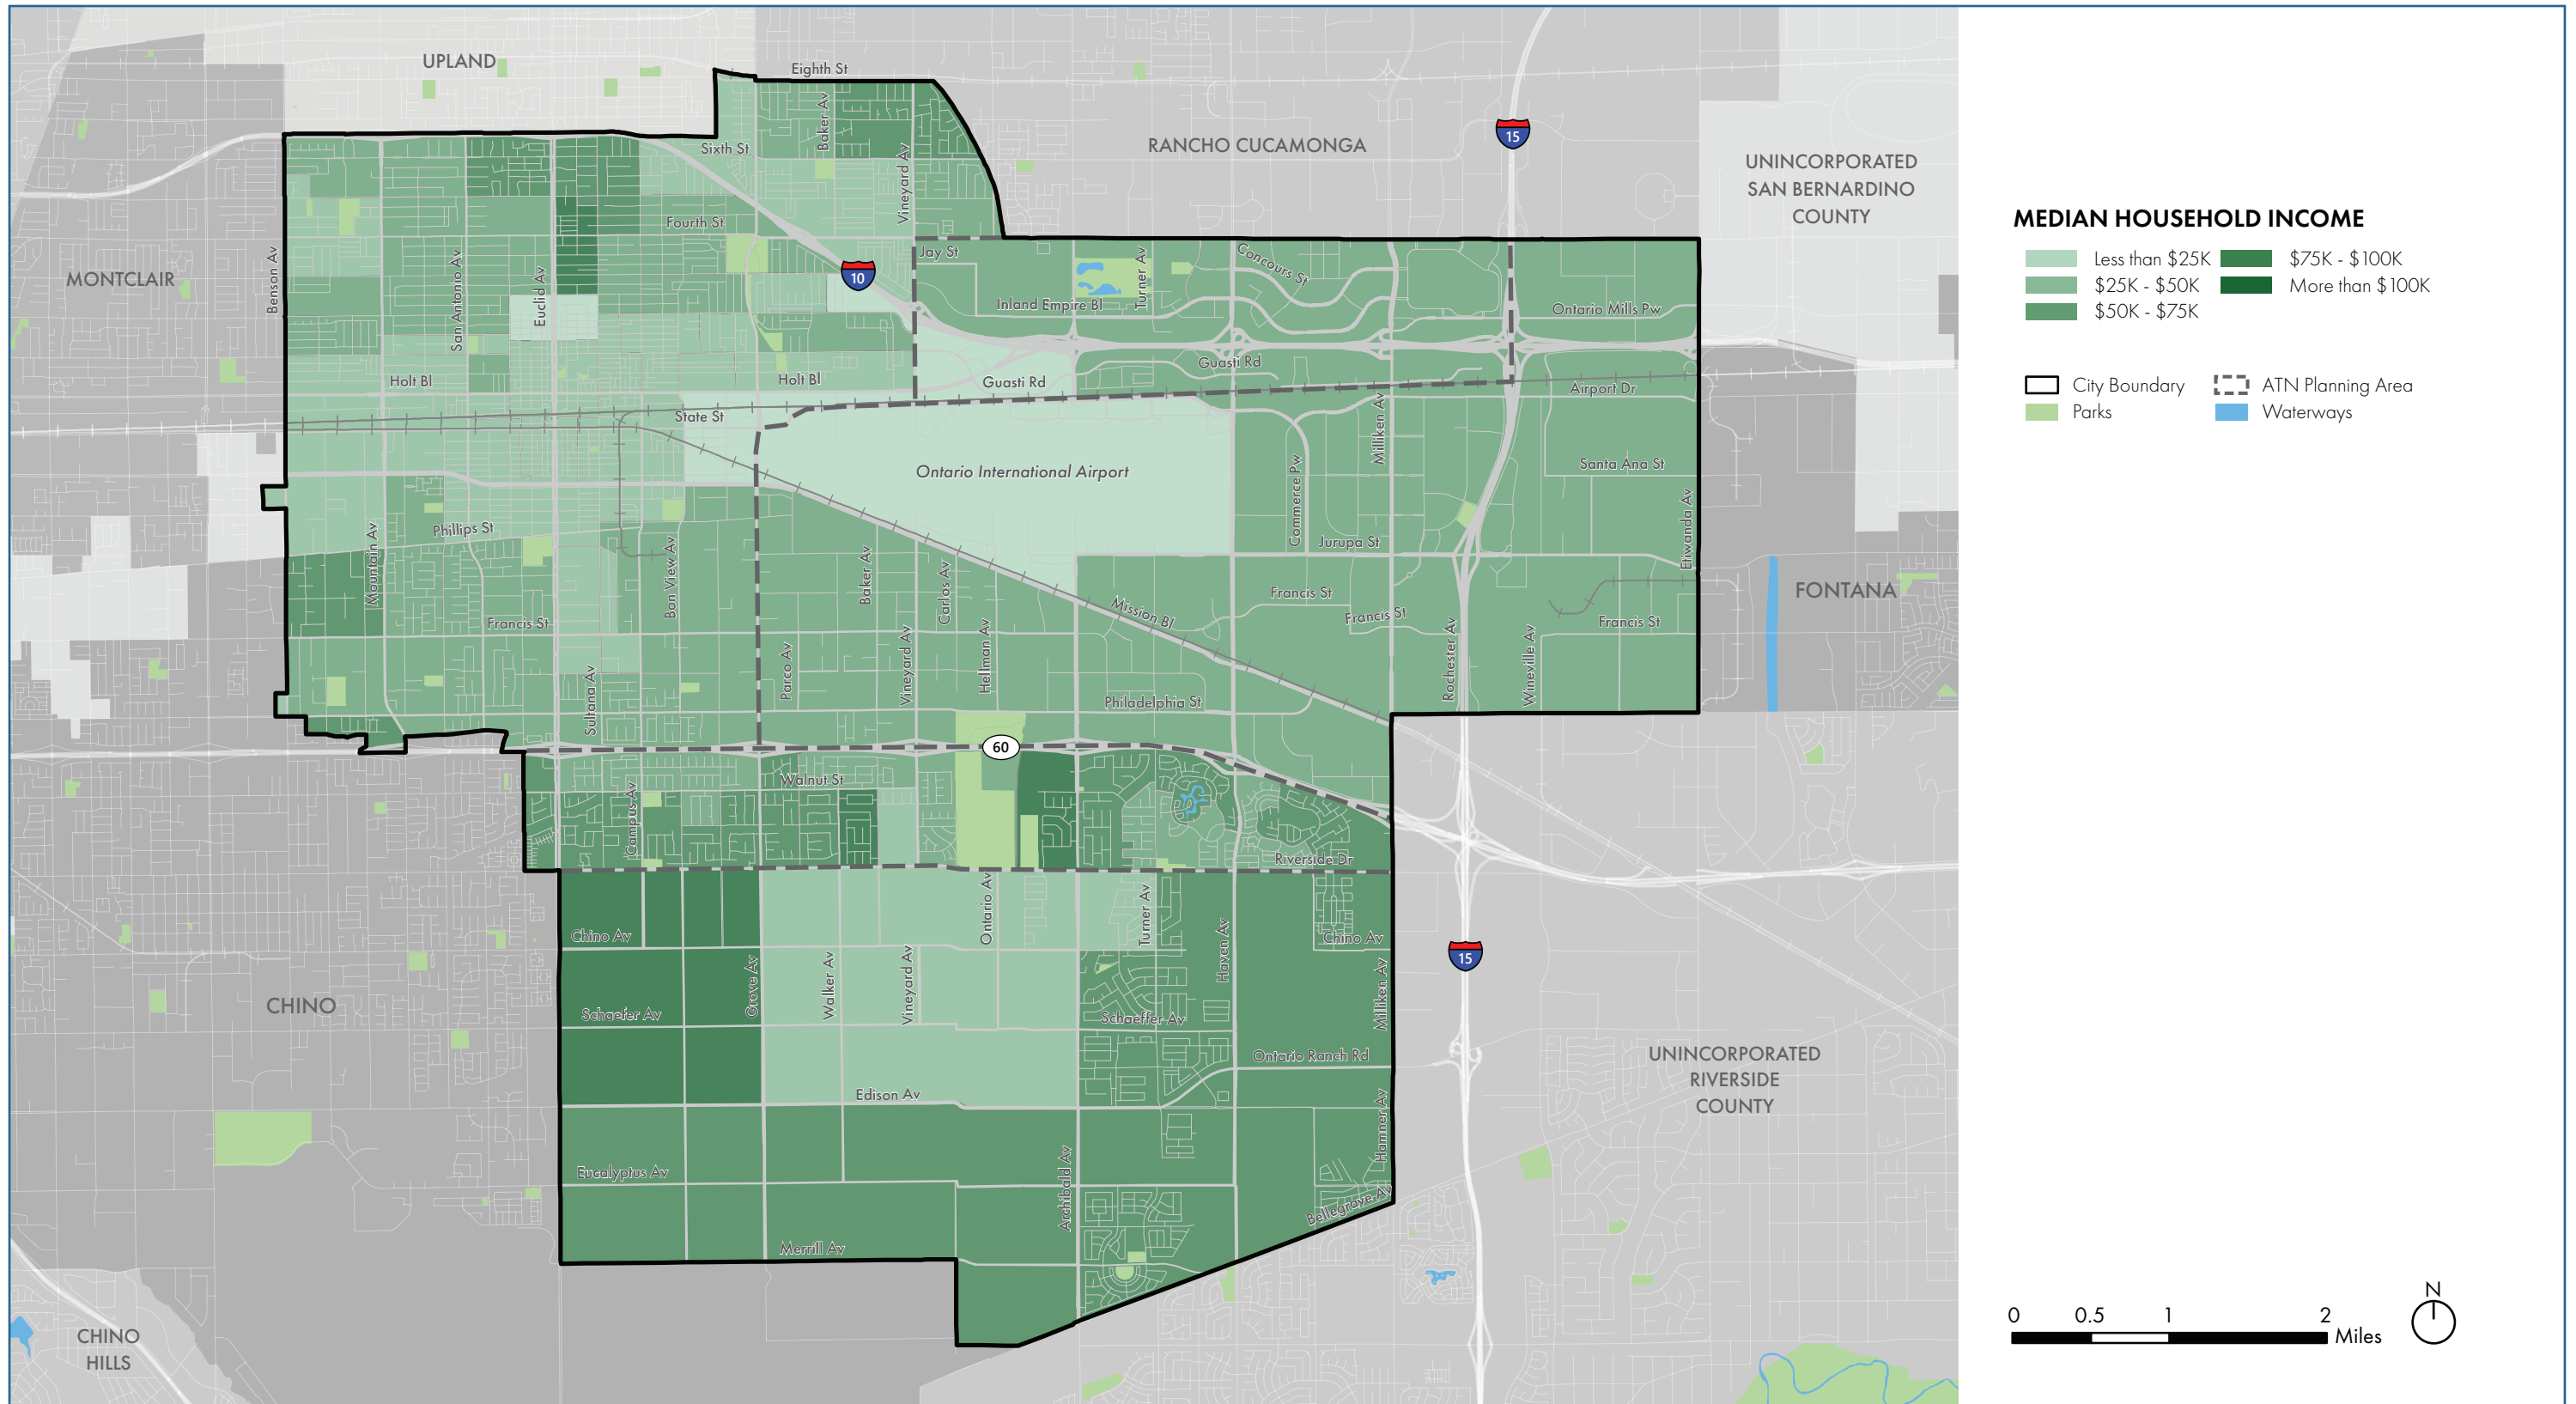 UPLAND
Eighth St
Baker Av
Sixth St
Vineyard Av
RANCHO CUCAMONGA
15
UNINCORPORATED
SAN BERNARDINO
COUNTY
MONTCLAIR
Benson Av
San Antonio Av
Euclid Av
Fourth St
10
Jay St
Turner Av
Concours St
Inland Empire Bl
Ontario Mills Pw
Holt Bl
Holt Bl
Guasti Rd
Guasti Rd
Airport Dr
State St
Milliken Av
Ontario International Airport
Commerce Pw
Santa Ana St
Etiwanda Av
Mountain Av
Phillips St
Bon View Av
Baker Av
Carlos Av
Jurupa St
FONTANA
Francis St
Mission Bl
Francis St
Francis St
Francis St
Sultana Av
Parco Av
Vineyard Av
Hellman Av
Philadelphia St
Rochester Av
Wineville Av
60
Walnut St
Campus Av
Riverside Dr
Chino Av
Ontario Av
Turner Av
Haven Av
Chino Av
15
CHINO
Schaefer Av
Grove Av
Walker Av
Vineyard Av
Schaeffer Av
Milliken Av
Ontario Ranch Rd
UNINCORPORATED
RIVERSIDE
COUNTY
Edison Av
Hamner Av
Eucalyptus Av
Archibald Av
Bellegrave Av
Merrill Av
CHINO
HILLS
MEDIAN HOUSEHOLD INCOME
Less than $25K
$75K - $100K
$25K - $50K
More than $100K
$50K - $75K
City Boundary
ATN Planning Area
Parks
Waterways
N
0 0.5 1 2
Miles